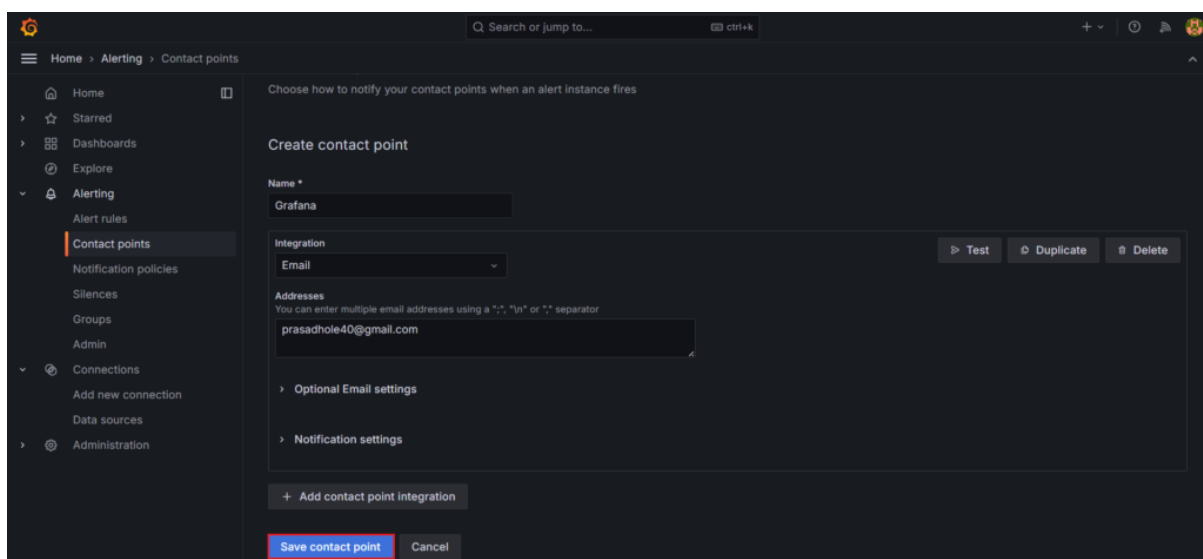 Search or jump to... ctrl+k
Home > Alerting > Contact points
Home
Starred
Dashboards
Explore
Alerting
Alert rules
Contact points
Notification policies
Silences
Groups
Admin
Connections
Add new connection
Data sources
Administration
Choose how to notify your contact points when an alert instance fires
Create contact point
Name *
Grafana
Integration
Email
Test Duplicate Delete
Addresses
You can enter multiple email addresses using a ";", "\n" or "," separator
prasadhole40@gmail.com
Optional Email settings
Notification settings
+ Add contact point integration
Save contact point Cancel